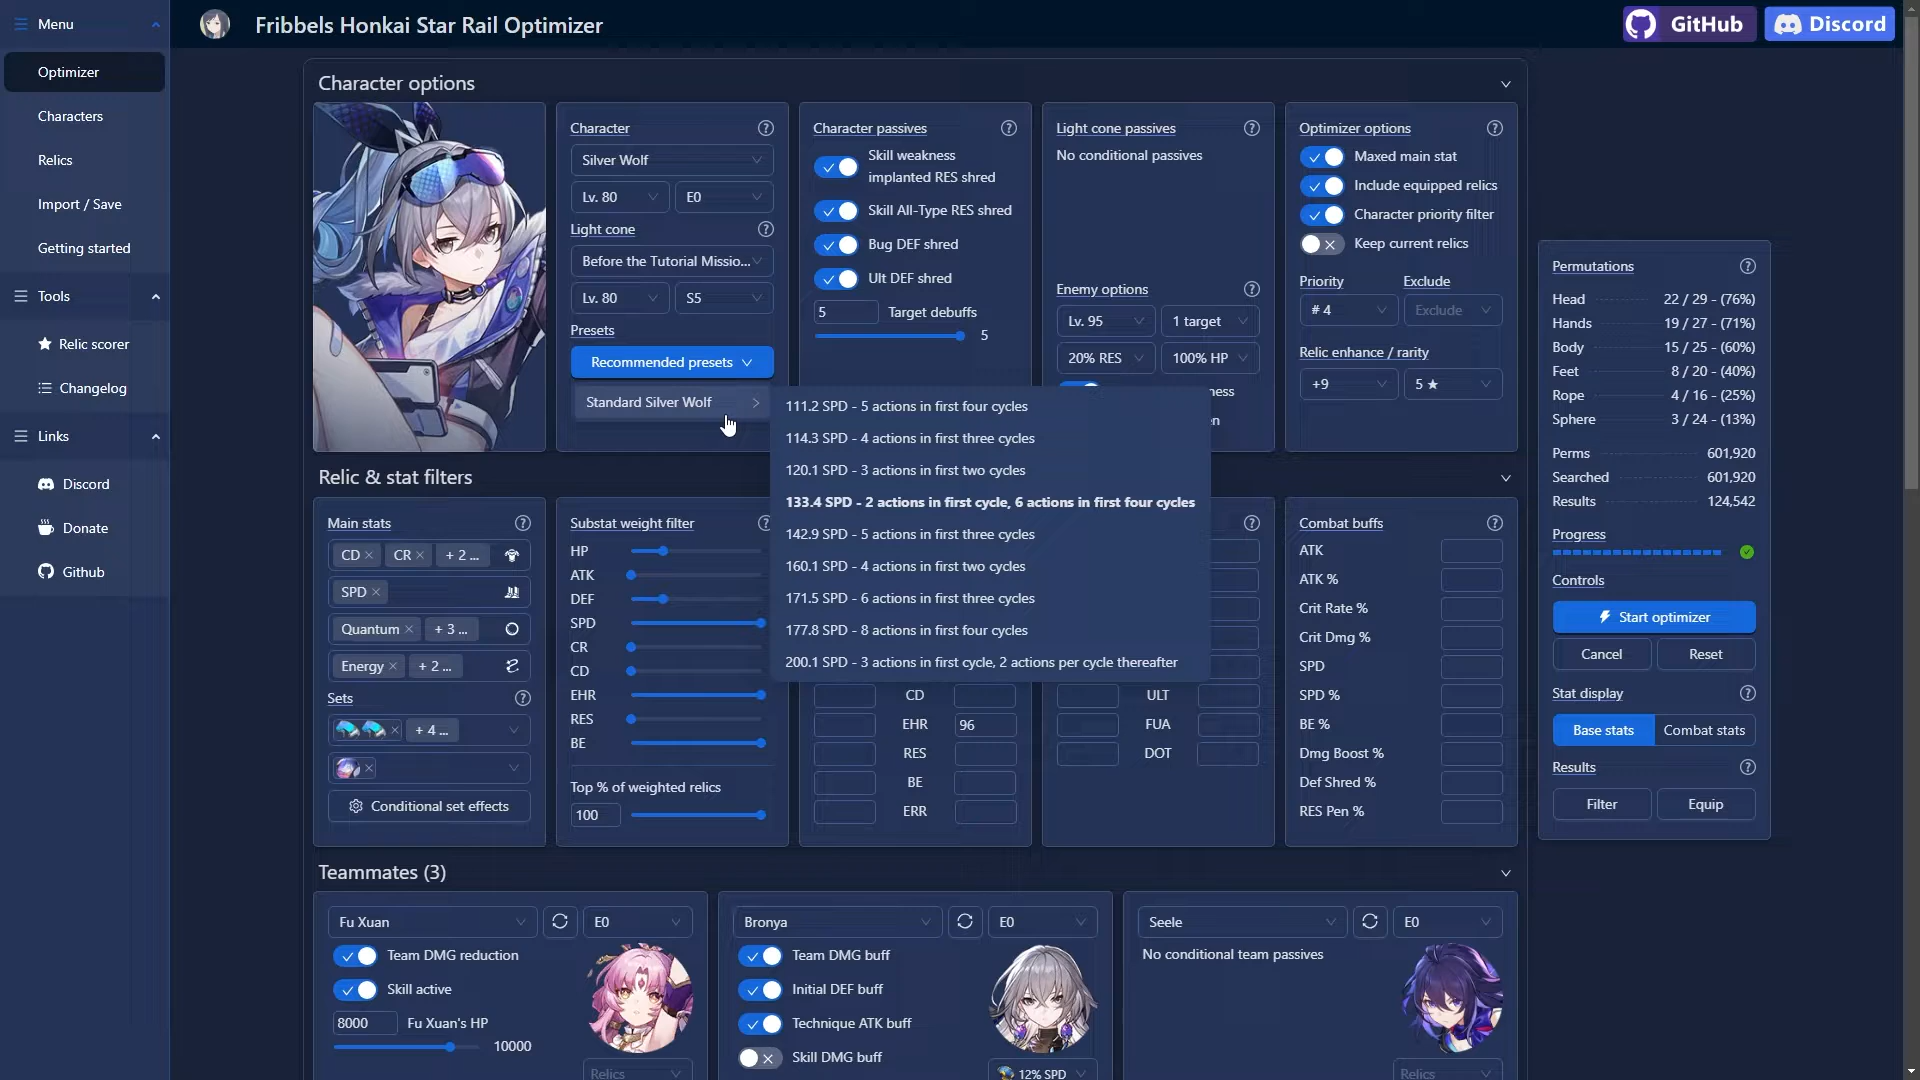 Menu
Optimizer
Characters
Relics
Import / Save
Getting started
Tools
Relic scorer
Changelog
Links
Discord
Donate
Github
Fribbels Honkai Star Rail Optimizer
GitHub
Discord
Character options
Character
Silver Wolf
Lv. 80
E0
Light cone
Before the Tutorial Missio...
Lv. 80
S5
Presets
Recommended presets
Standard Silver Wolf
111.2 SPD - 5 actions in first four cycles
114.3 SPD - 4 actions in first three cycles
120.1 SPD - 3 actions in first two cycles
133.4 SPD - 2 actions in first cycle, 6 actions in first four cycles
142.9 SPD - 5 actions in first three cycles
160.1 SPD - 4 actions in first two cycles
171.5 SPD - 6 actions in first three cycles
177.8 SPD - 8 actions in first four cycles
200.1 SPD - 3 actions in first cycle, 2 actions per cycle thereafter
Character passives
Skill weakness
implanted RES shred
Skill All-Type RES shred
Bug DEF shred
Ult DEF shred
5
Target debuffs
5
Light cone passives
No conditional passives
Enemy options
Lv. 95
1 target
20% RES
100% HP
ness
Optimizer options
Maxed main stat
Include equipped relics
Character priority filter
Keep current relics
Priority
Exclude
# 4
Exclude
Relic enhance / rarity
+9
5 ★
Permutations
Head 22 / 29 - (76%)
Hands 19 / 27 - (71%)
Body 15 / 25 - (60%)
Feet 8 / 20 - (40%)
Rope 4 / 16 - (25%)
Sphere 3 / 24 - (13%)
Perms 601,920
Searched 601,920
Results 124,542
Progress
Controls
Start optimizer
Cancel
Reset
Stat display
Base stats
Combat stats
Results
Filter
Equip
Relic & stat filters
Main stats
CD
CR
+ 2 ...
SPD
Quantum
+ 3 ...
Energy
+ 2 ...
Sets
+ 4 ...
Conditional set effects
Substat weight filter
HP
ATK
DEF
SPD
CR
CD
EHR
RES
BE
Top % of weighted relics
100
CD
EHR
96
RES
BE
ERR
ULT
FUA
DOT
Combat buffs
ATK
ATK %
Crit Rate %
Crit Dmg %
SPD
SPD %
BE %
Dmg Boost %
Def Shred %
RES Pen %
Teammates (3)
Fu Xuan
E0
Team DMG reduction
Skill active
8000
Fu Xuan's HP
10000
Relics
Bronya
E0
Team DMG buff
Initial DEF buff
Technique ATK buff
Skill DMG buff
12% SPD
Seele
E0
No conditional team passives
Relics